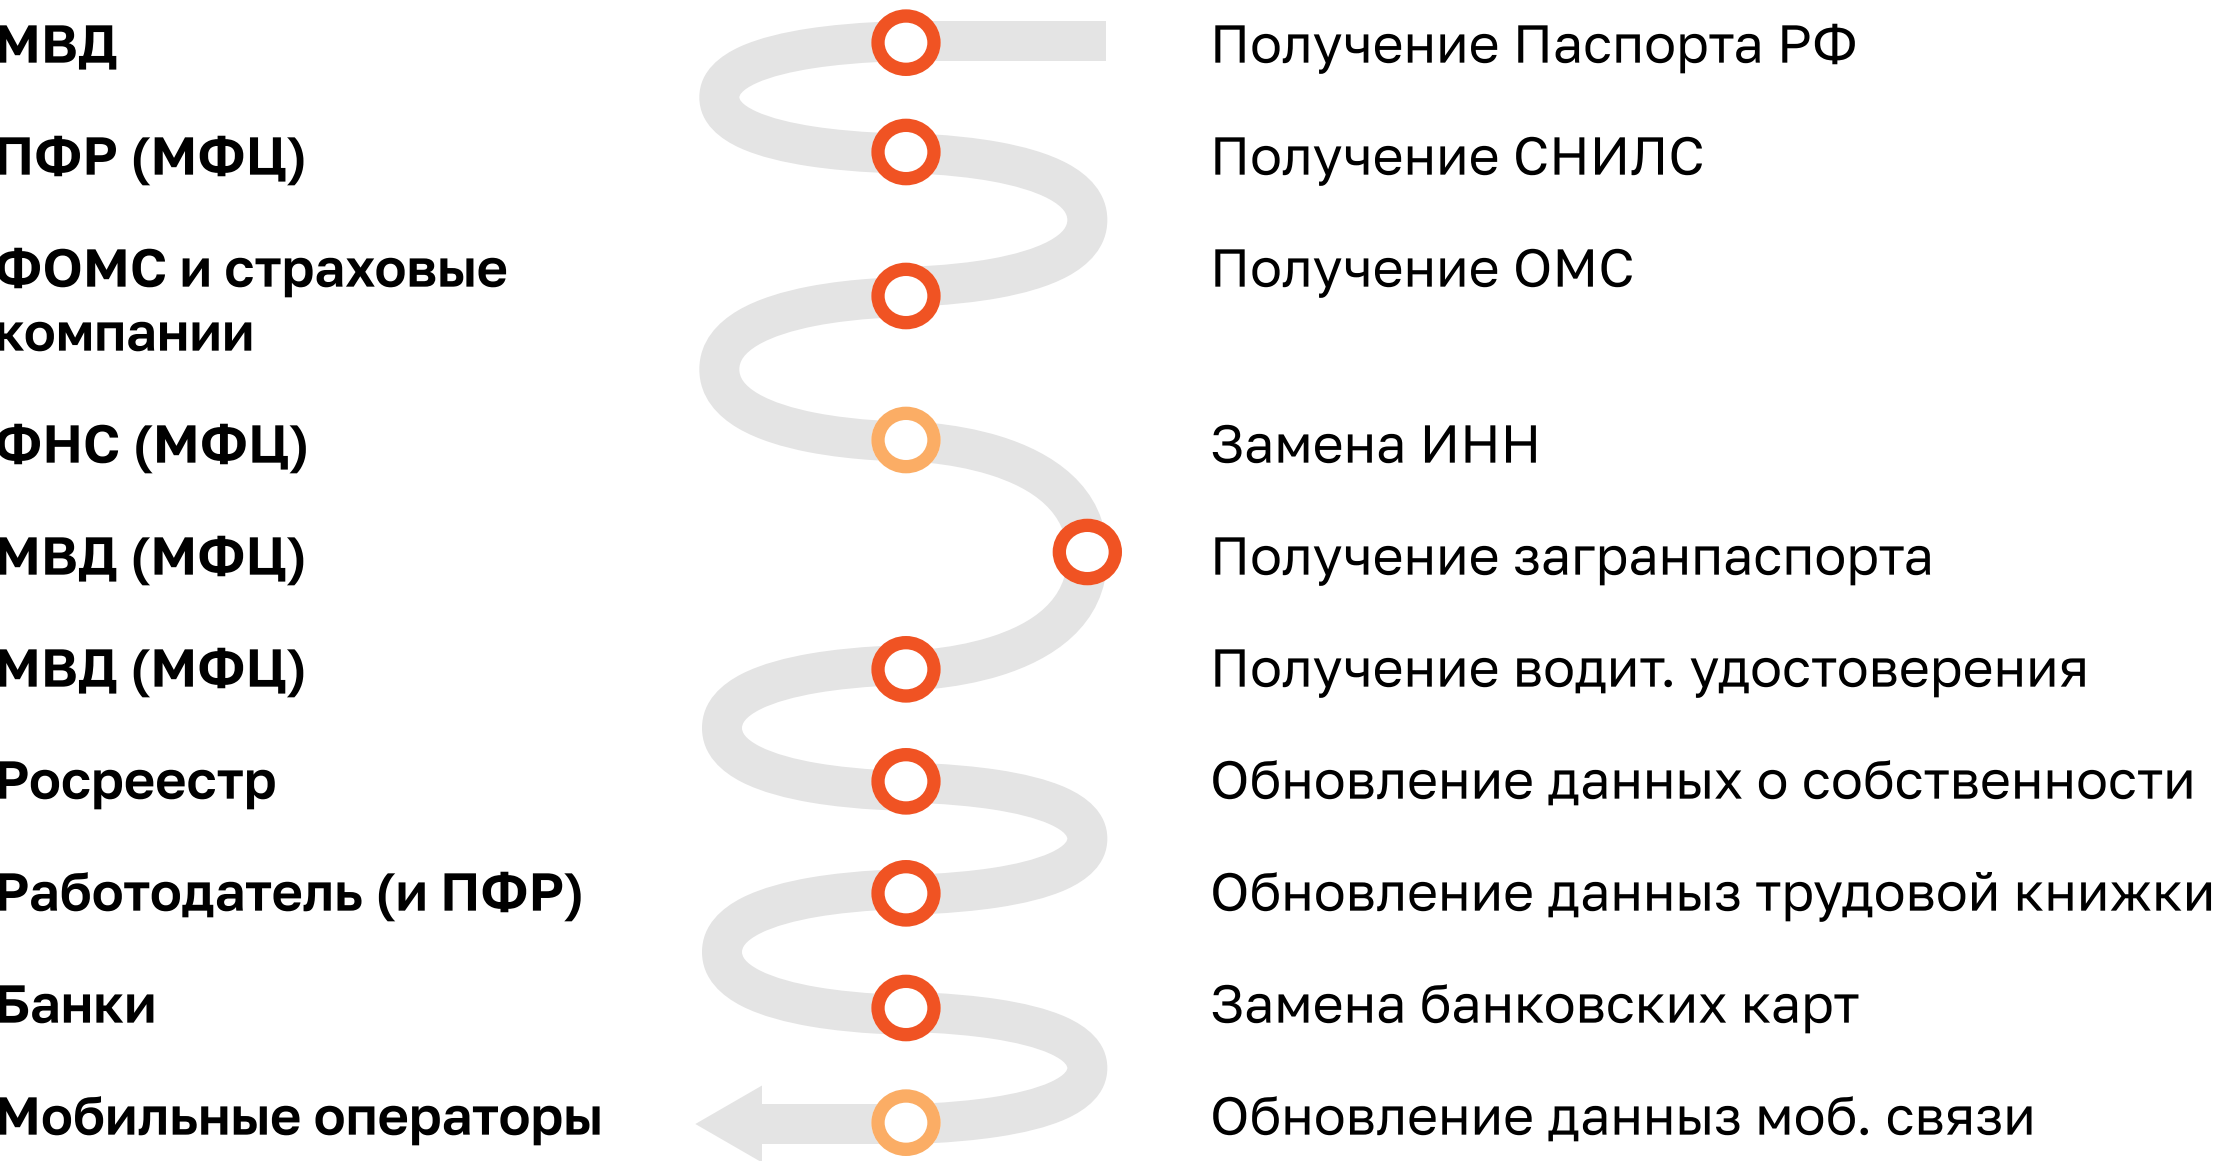 МВД
Получение Паспорта РФ
ПФР (МФЦ)
Получение СНИЛС
ФОМС и страховые
компании
Получение ОМС
ФНС (МФЦ)
Замена ИНН
МВД (МФЦ)
Получение загранпаспорта
МВД (МФЦ)
Получение водит. удостоверения
Росреестр
Обновление данных о собственности
Работодатель (и ПФР)
Обновление данныз трудовой книжки
Банки
Замена банковских карт
Мобильные операторы
Обновление данныз моб. связи